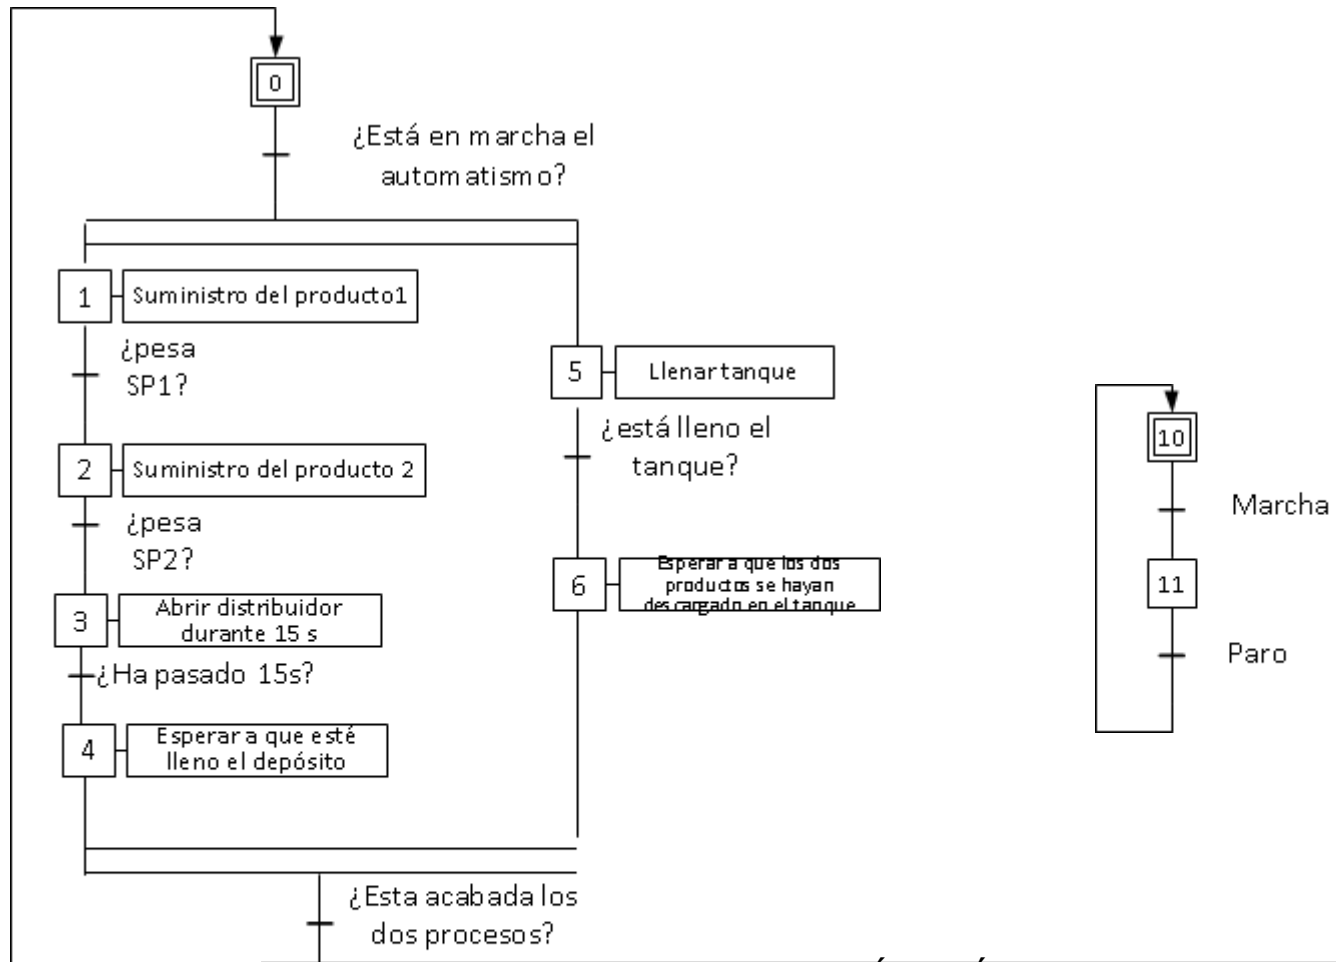 0
¿Está en marcha el
automatismo?
1
Suministro del producto1
¿pesa
SP1?
2
Suministro del producto 2
¿pesa
SP2?
3
Abrir distribuidor
durante 15 s
¿Ha pasado 15s?
4
Esperar a que esté
lleno el depósito
5
Llenar tanque
¿está lleno el
tanque?
6
Esperar a que los dos
productos se hayan
descargado en el tanque
¿Esta acabada los
dos procesos?
10
Marcha
11
Paro